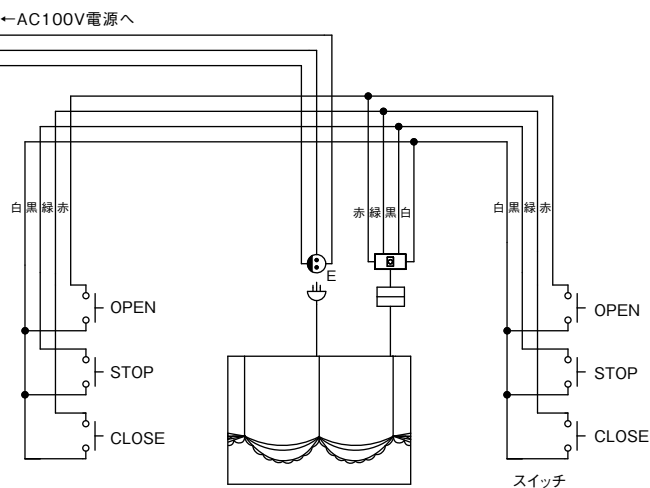 ←AC100V電源へ
白 黒 緑 赤
赤 緑 黒 白
白 黒 緑 赤
E
OPEN
STOP
CLOSE
OPEN
STOP
CLOSE
スイッチ